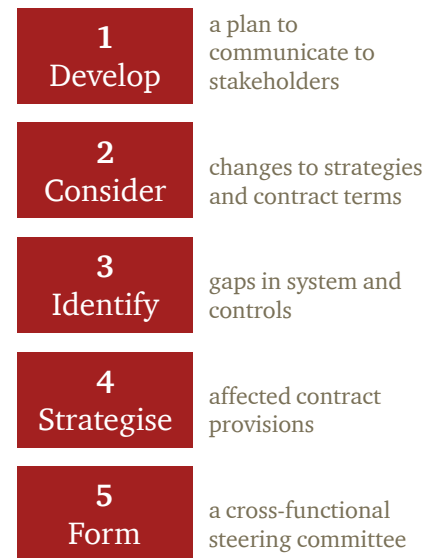 1
Develop
a plan to
communicate to
stakeholders
2
Consider
changes to strategies
and contract terms
3
Identify
gaps in system and
controls
4
Strategise
affected contract
provisions
5
Form
a cross-functional
steering committee